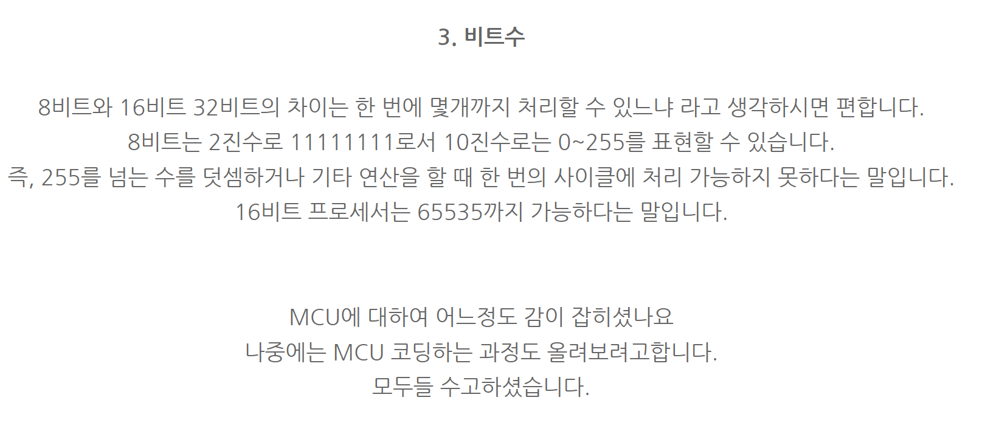 3. 비트수
8비트와 16비트 32비트의 차이는 한 번에 몇개까지 처리할 수 있느냐 라고 생각하시면 편합니다.
8비트는 2진수로 11111111로서 10진수로는 0~255를 표현할 수 있습니다.
즉, 255를 넘는 수를 덧셈하거나 기타 연산을 할 때 한 번의 사이클에 처리 가능하지 못하다는 말입니다.
16비트 프로세서는 65535까지 가능하다는 말입니다.
MCU에 대하여 어느정도 감이 잡히셨나요
나중에는 MCU 코딩하는 과정도 올려보려고합니다.
모두들 수고하셨습니다.